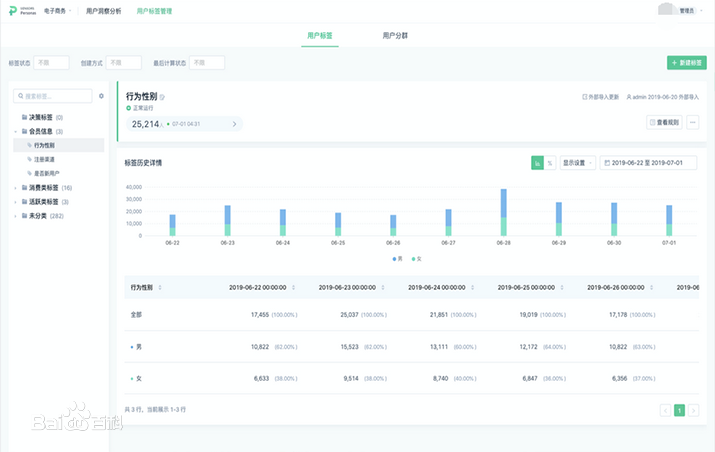 SENSORS
Personas
电子商务
用户洞察分析
用户标签管理
管理员
用户标签
用户分群
标签状态 不限 创建方式 不限 最后计算状态 不限
+ 新建标签
搜索标签...
决策标签 (0)
会员信息 (3)
行为性别
注册渠道
是否新用户
消费类标签 (16)
活跃类标签 (3)
未分类 (282)
行为性别
外部导入更新
admin 2019-06-20 外部导入
正常运行
25,214人 07-01 04:31
查看规则
标签历史详情
%
显示设置
2019-06-22 至 2019-07-01
40,000
30,000
20,000
10,000
0
06-22 06-23 06-24 06-25 06-26 06-27 06-28 06-29 06-30 07-01
男 女
行为性别 2019-06-22 00:00:00 2019-06-23 00:00:00 2019-06-24 00:00:00 2019-06-25 00:00:00 2019-06-26 00:00:00 2019-06
全部 17,455 (100.00%) 25,037 (100.00%) 21,851 (100.00%) 19,019 (100.00%) 17,178 (100.00%)
男 10,822 (62.00%) 15,523 (62.00%) 13,111 (60.00%) 12,172 (64.00%) 10,822 (63.00%)
女 6,633 (38.00%) 9,514 (38.00%) 8,740 (40.00%) 6,847 (36.00%) 6,356 (37.00%)
共 3 行，当前展示 1-3 行
1
Bai 百科